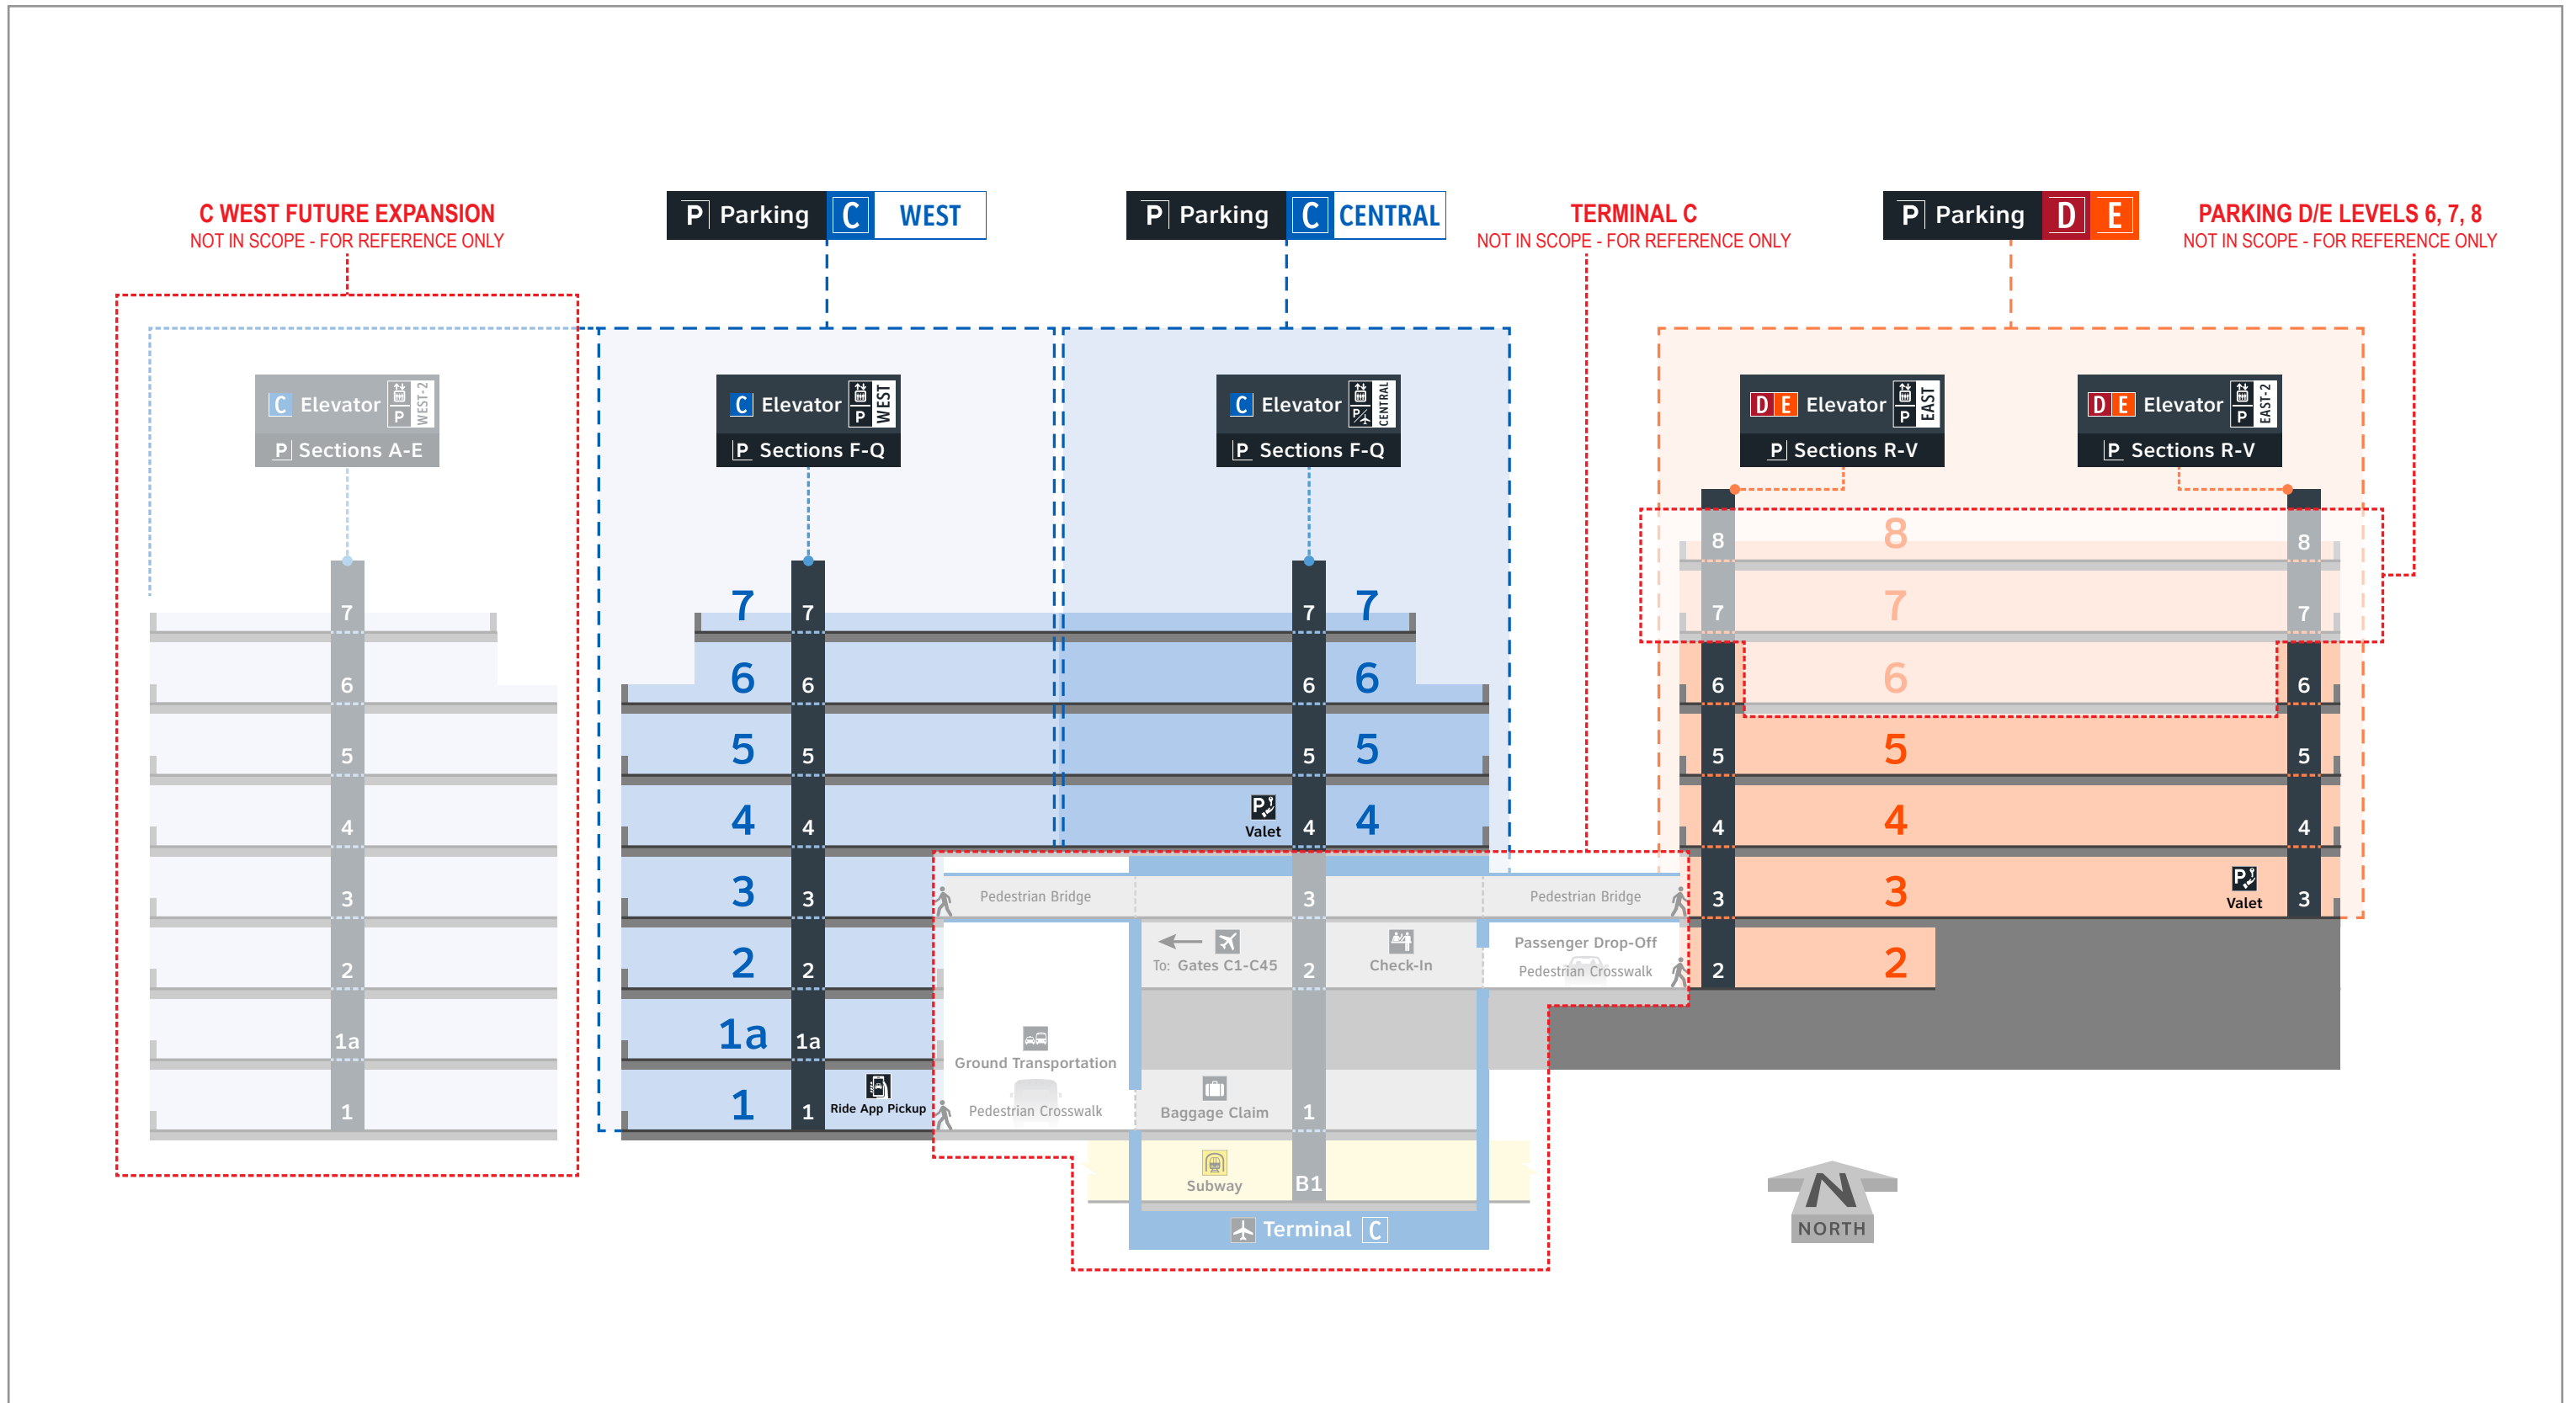 C WEST FUTURE EXPANSION
NOT IN SCOPE - FOR REFERENCE ONLY
P Parking C WEST
P Parking C CENTRAL
TERMINAL C
NOT IN SCOPE - FOR REFERENCE ONLY
P Parking D E
PARKING D/E LEVELS 6, 7, 8
NOT IN SCOPE - FOR REFERENCE ONLY
C Elevator P WEST-2
P Sections A-E
C Elevator P WEST
P Sections F-Q
C Elevator P CENTRAL
P Sections F-Q
D E Elevator P EAST
P Sections R-V
D E Elevator P EAST-2
P Sections R-V
7
6
5
4
3
2
1a
1
7 7
6 6
5 5
4 4
3 3
2 2
1a 1a
1 1
Ride App Pickup
7 7
6 6
5 5
P
Valet
4 4
Pedestrian Bridge
3
Pedestrian Bridge
To: Gates C1-C45
2
Check-In
Passenger Drop-Off
Pedestrian Crosswalk
Ground Transportation
Pedestrian Crosswalk
Baggage Claim
1
Subway
B1
Terminal C
8 8 8
7 7 7
6 6 6
5 5 5
4 4 4
3 3
P
Valet
3
2 2
N
NORTH